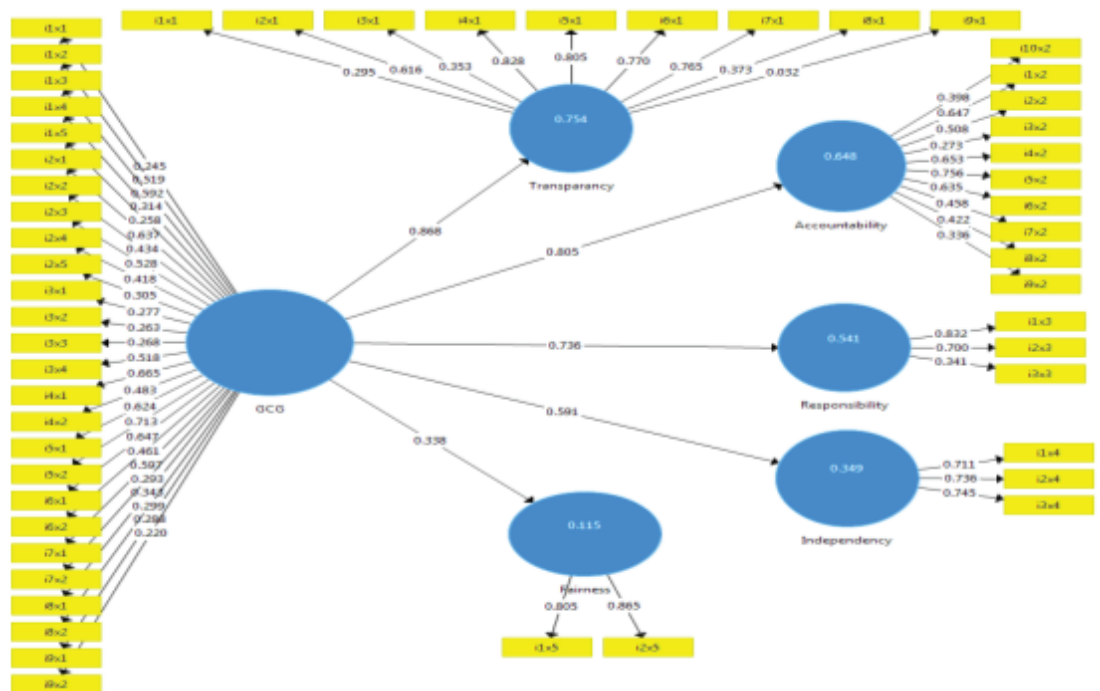 i1x1
i1x2
i1x3
i1x4
i1x5
i2x1
i2x2
i2x3
i2x4
i2x5
i3x1
i3x2
i3x3
i3x4
i4x1
i4x2
i5x1
i5x2
i6x1
i6x2
i7x1
i7x2
i8x1
i8x2
i9x1
i9x2
0.245
0.519
0.592
0.314
0.258
0.637
0.434
0.528
0.418
0.305
0.277
0.263
0.268
0.518
0.665
0.483
0.624
0.713
0.647
0.461
0.597
0.293
0.343
0.299
0.288
0.220
GCG
i1x1 i2x1 i3x1 i4x1 i5x1 i6x1 i7x1 i8x1 i9x1
0.295 0.616 0.353 0.828 0.805 0.770 0.765 0.373 0.032
0.754
Transparancy
0.868
0.805
0.736
0.591
0.338
0.648
Accountability
0.398
0.647
0.508
0.273
0.653
0.756
0.635
0.458
0.422
0.336
i10x2
i1x2
i2x2
i3x2
i4x2
i5x2
i6x2
i7x2
i8x2
i9x2
0.541
Responsibility
0.832
0.700
0.341
i1x3
i2x3
i3x3
0.349
Independency
0.711
0.736
0.745
i1x4
i2x4
i3x4
0.115
Fairness
0.805 0.865
i1x5 i2x5